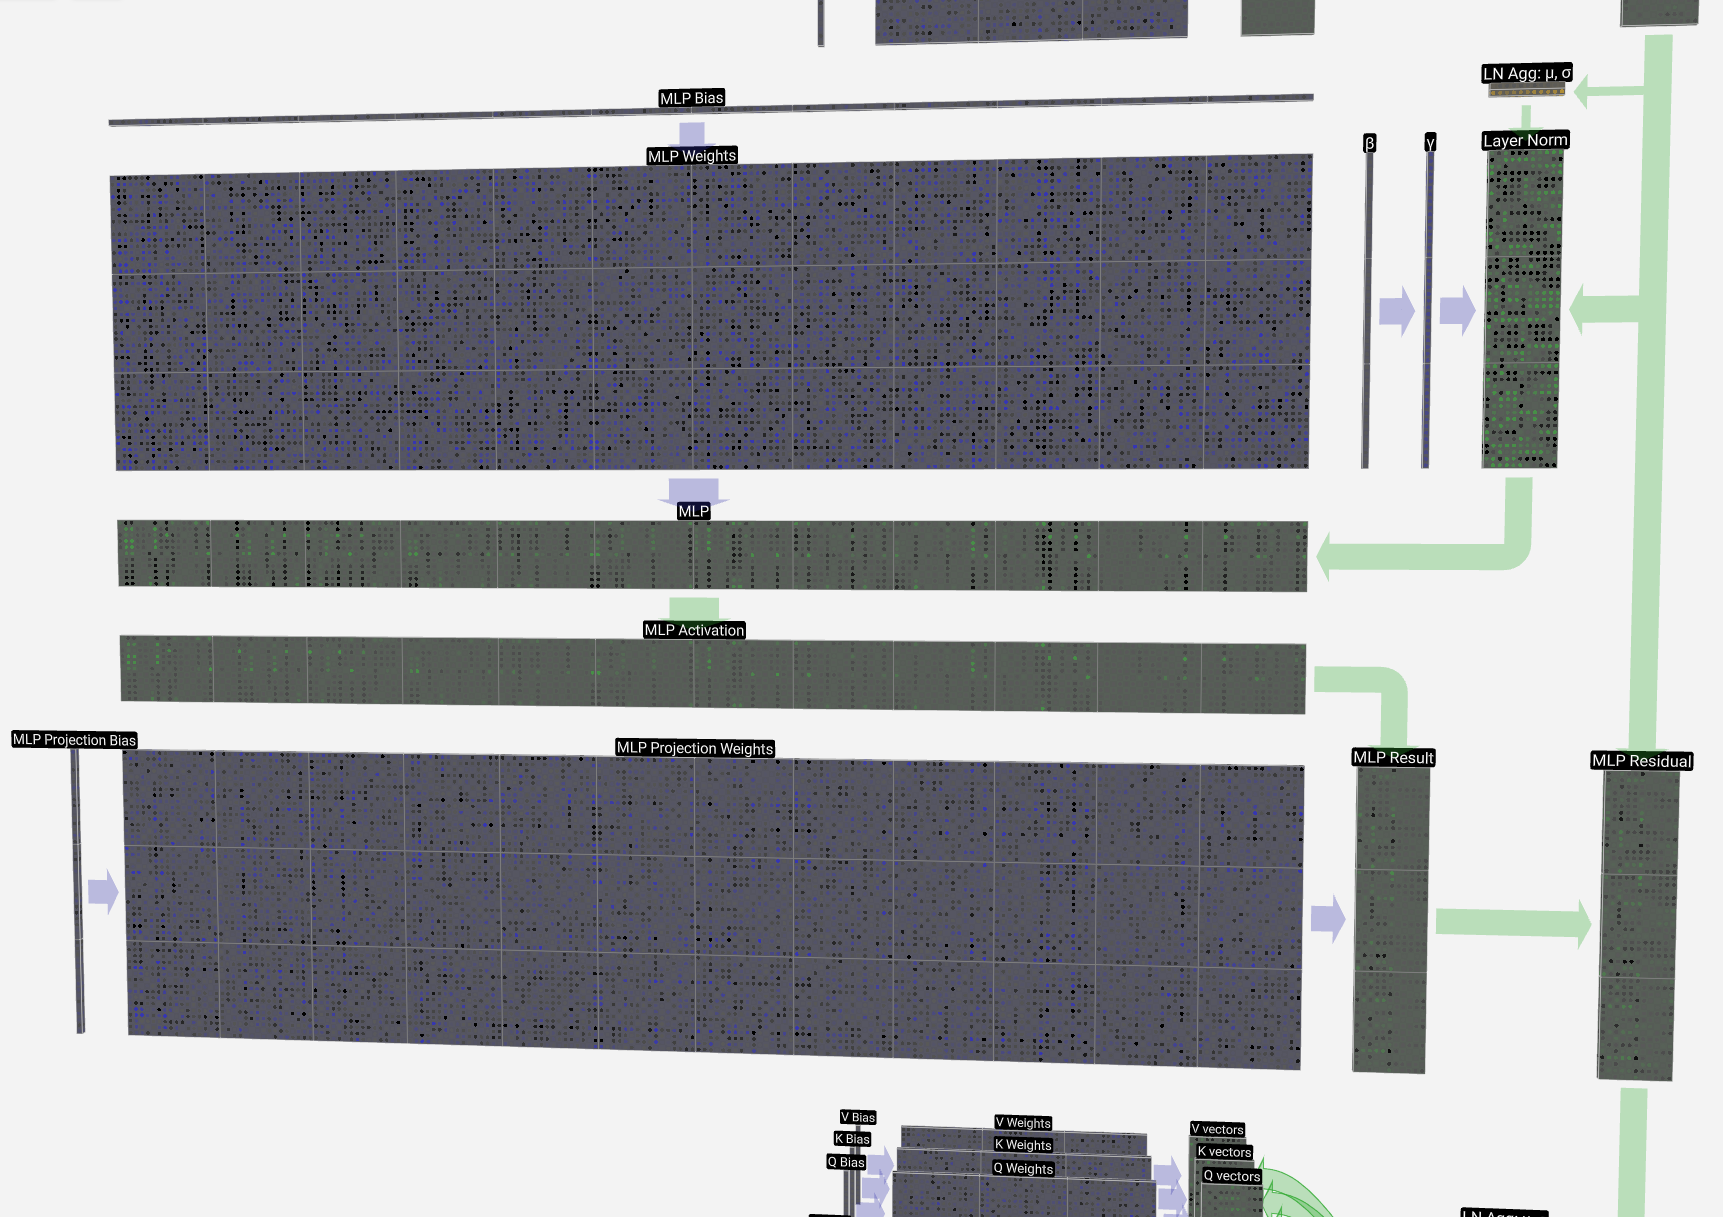 LN Agg: μ, σ
MLP Bias
β
γ
Layer Norm
MLP Weights
MLP
MLP Activation
MLP Projection Bias
MLP Projection Weights
MLP Result
MLP Residual
V Bias
K Bias
Q Bias
V Weights
K Weights
Q Weights
V vectors
K vectors
Q vectors